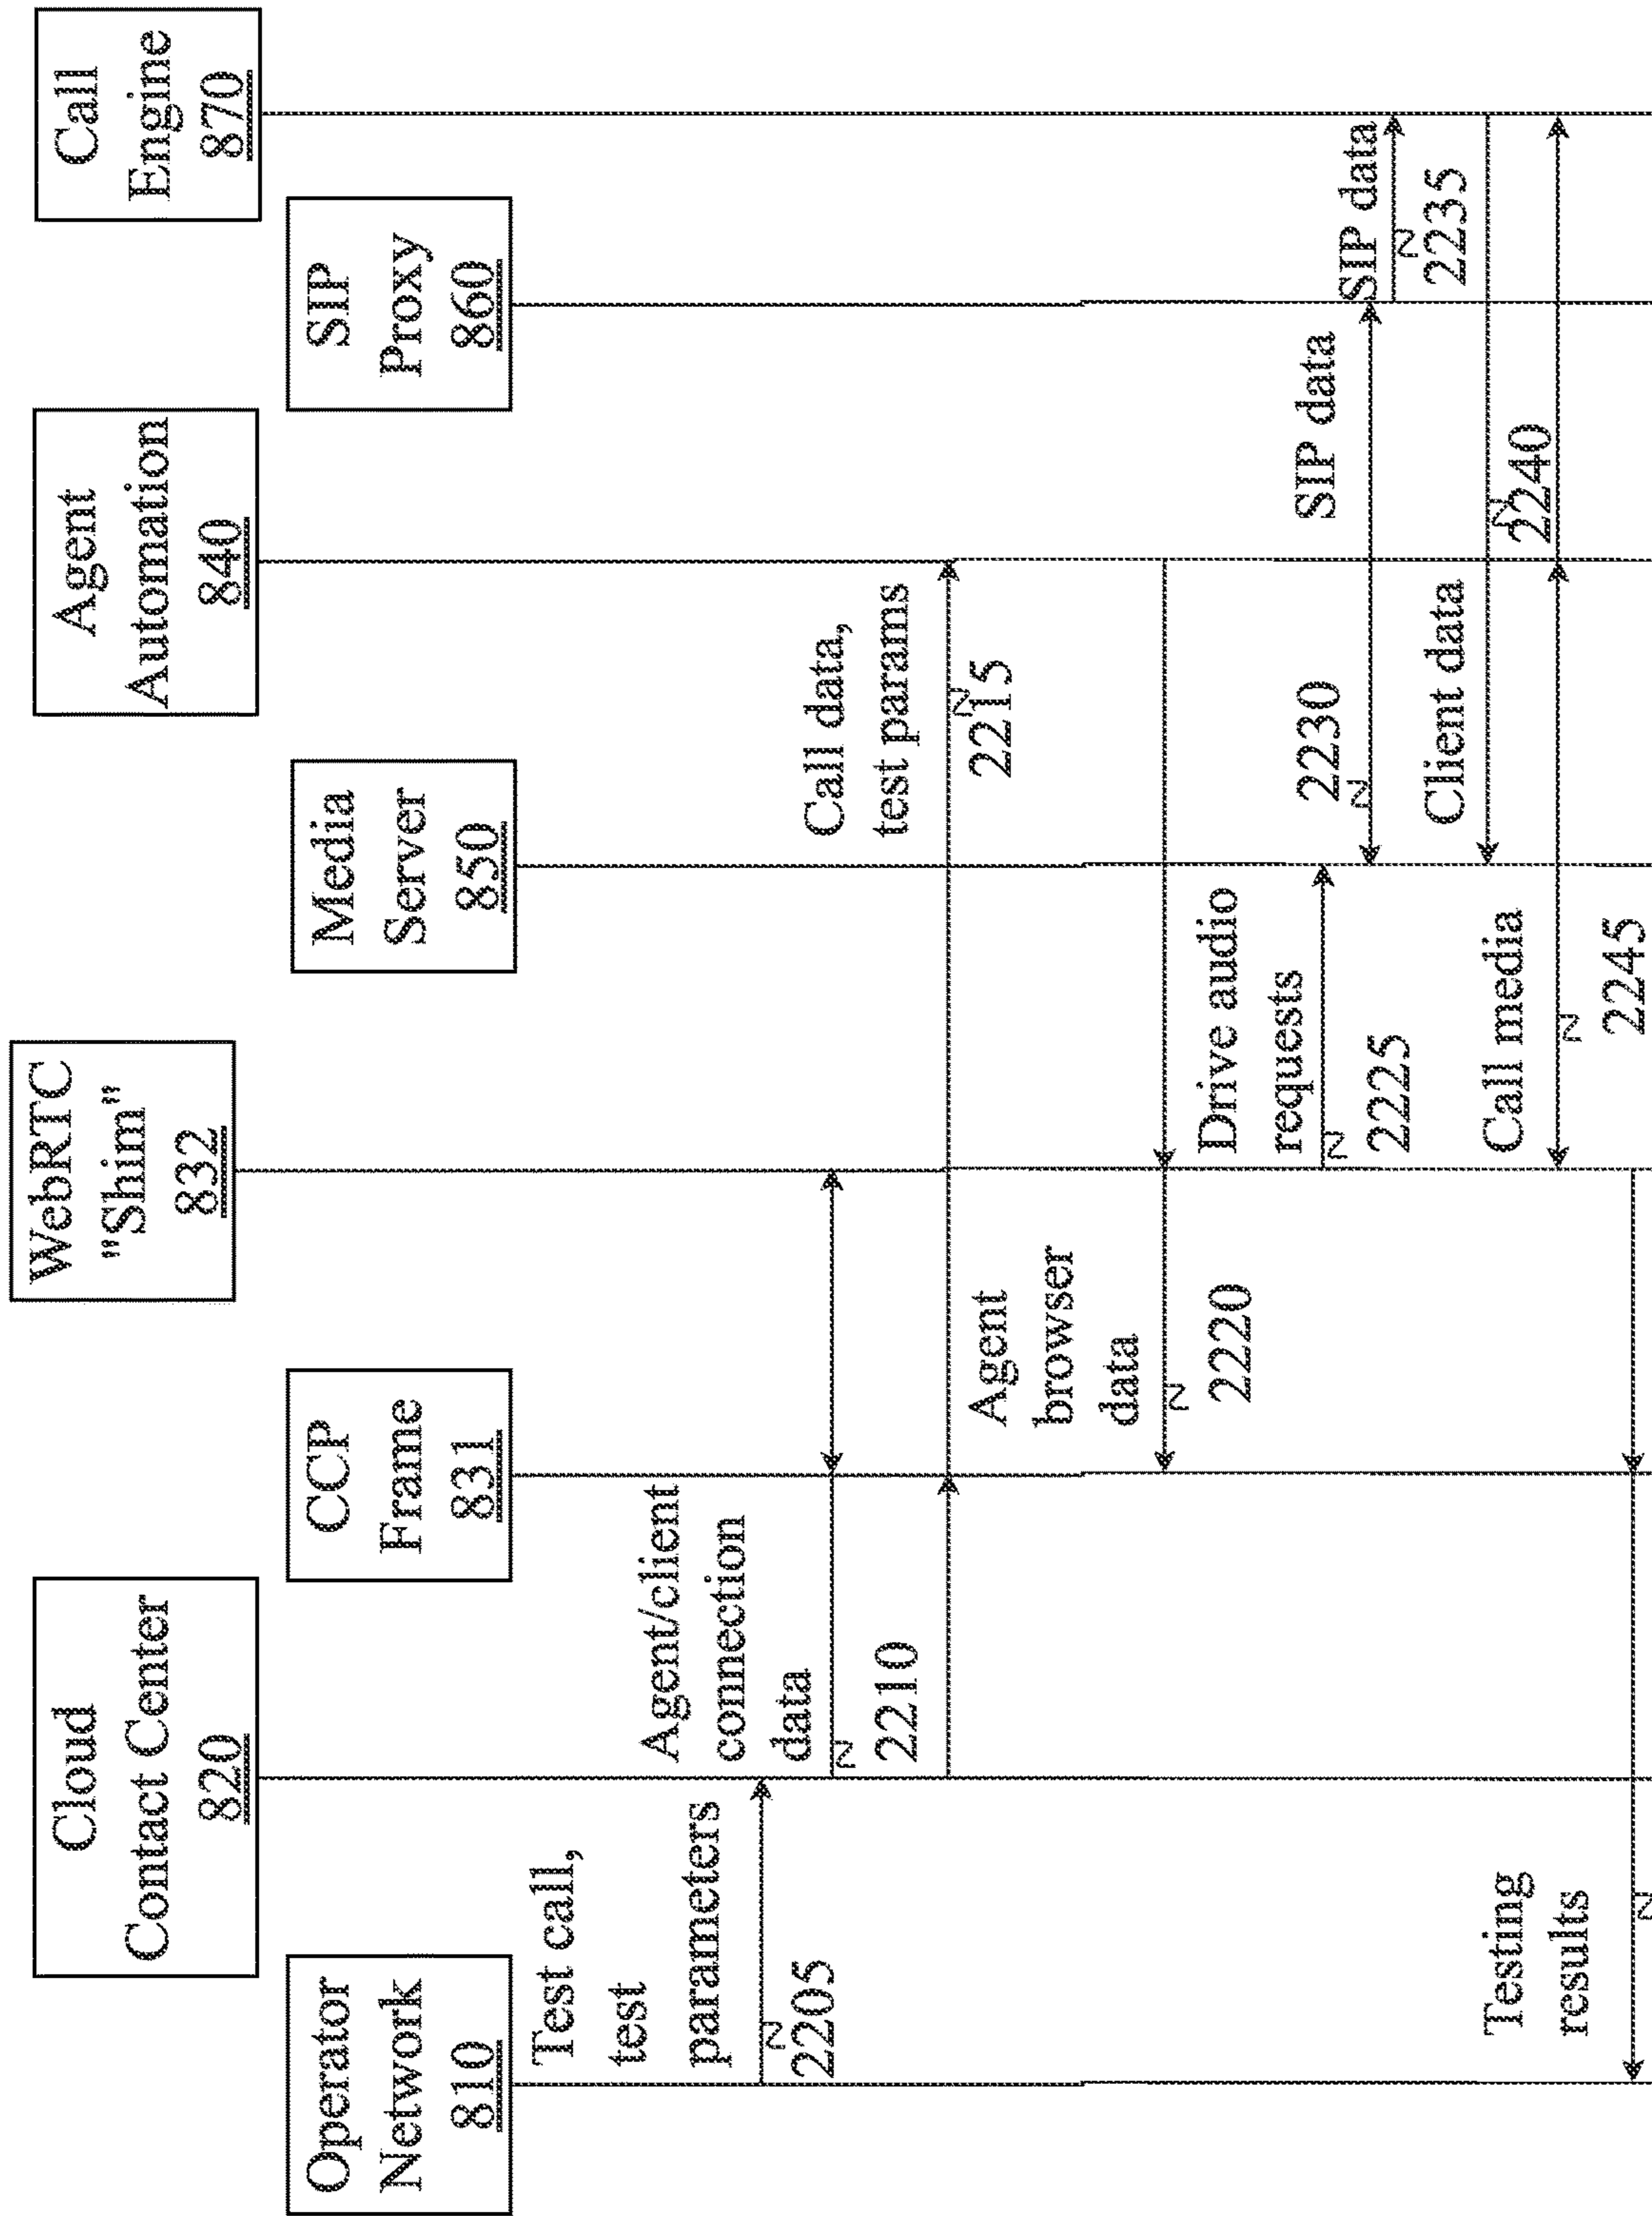 Operator
Network
810
Cloud
Contact Center
820
CCP
Frame
831
WebRTC
"Shim"
832
Media
Server
850
Agent
Automation
840
SIP
Proxy
860
Call
Engine
870
Test call,
test
parameters
2205
Agent/client
connection
data
2210
Call data,
test params
2215
Agent
browser
data
2220
Drive audio
requests
2225
SIP data
2230
SIP data
2235
Client data
2240
Call media
2245
Testing
results